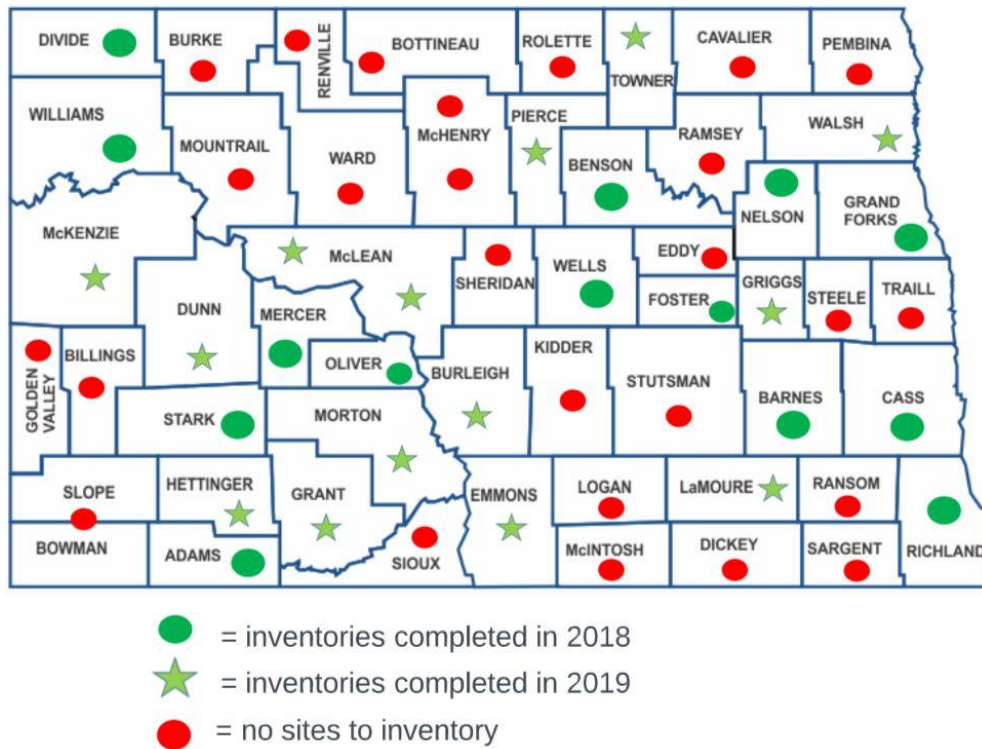 DIVIDE
BURKE
RENVILLE
BOTTINEAU
ROLETTE
TOWNER
CAVALIER
PEMBINA
WILLIAMS
MOUNTRAIL
WARD
McHENRY
PIERCE
BENSON
RAMSEY
WALSH
NELSON
GRAND
FORKS
McKENZIE
DUNN
McLEAN
MERCER
OLIVER
SHERIDAN
WELLS
EDDY
FOSTER
GRIGGS
STEELE
TRAILL
GOLDEN
VALLEY
BILLINGS
STARK
MORTON
BURLEIGH
KIDDER
STUTSMAN
BARNES
CASS
SLOPE
HETTINGER
GRANT
EMMONS
LOGAN
LaMOURE
RANSOM
RICHLAND
BOWMAN
ADAMS
SIOUX
McINTOSH
DICKEY
SARGENT
= inventories completed in 2018
= inventories completed in 2019
= no sites to inventory